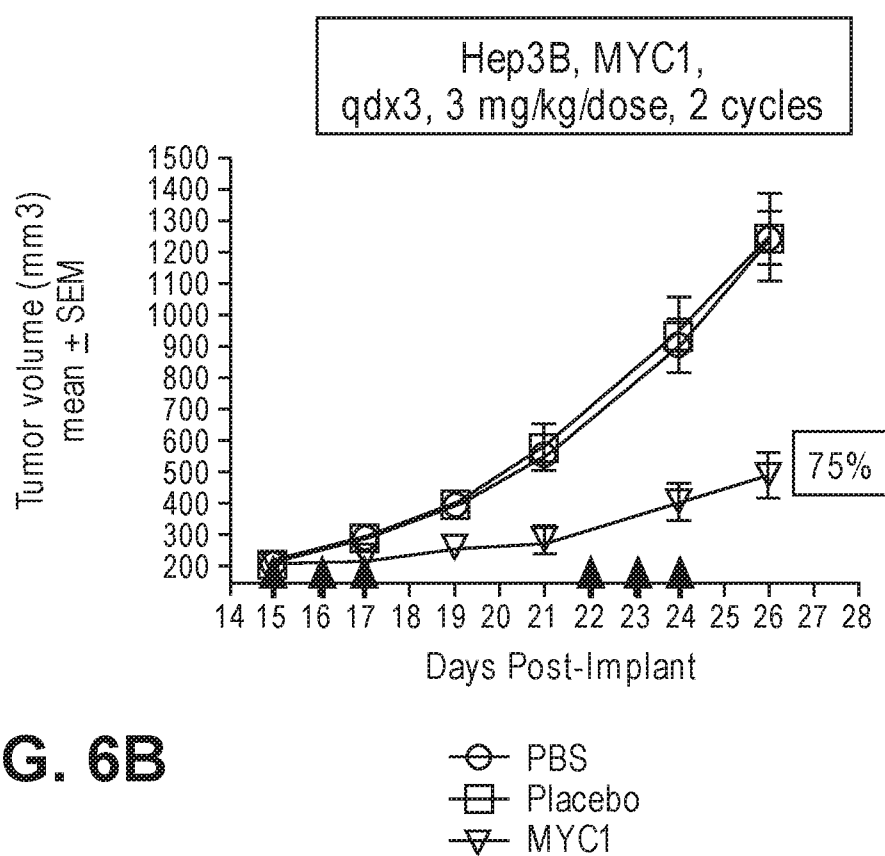 Hep3B, MYC1,
qdx3, 3 mg/kg/dose, 2 cycles
Tumor volume (mm3)
mean ± SEM
1500
1400
1300
1200
1100
1000
900
800
700
600
500
400
300
200
75%
14 15 16 17 18 19 20 21 22 23 24 25 26 27 28
Days Post-Implant
G. 6B
PBS
Placebo
MYC1